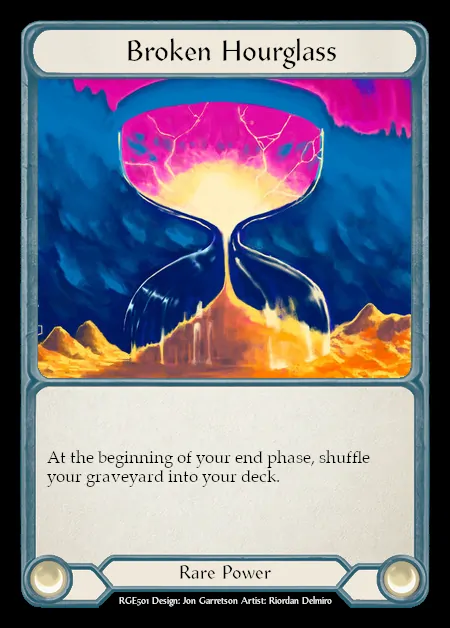 Broken Hourglass
At the beginning of your end phase, shuffle
your graveyard into your deck.
Rare Power
RGE501 Design: Jon Garretson Artist: Riordan Delmiro